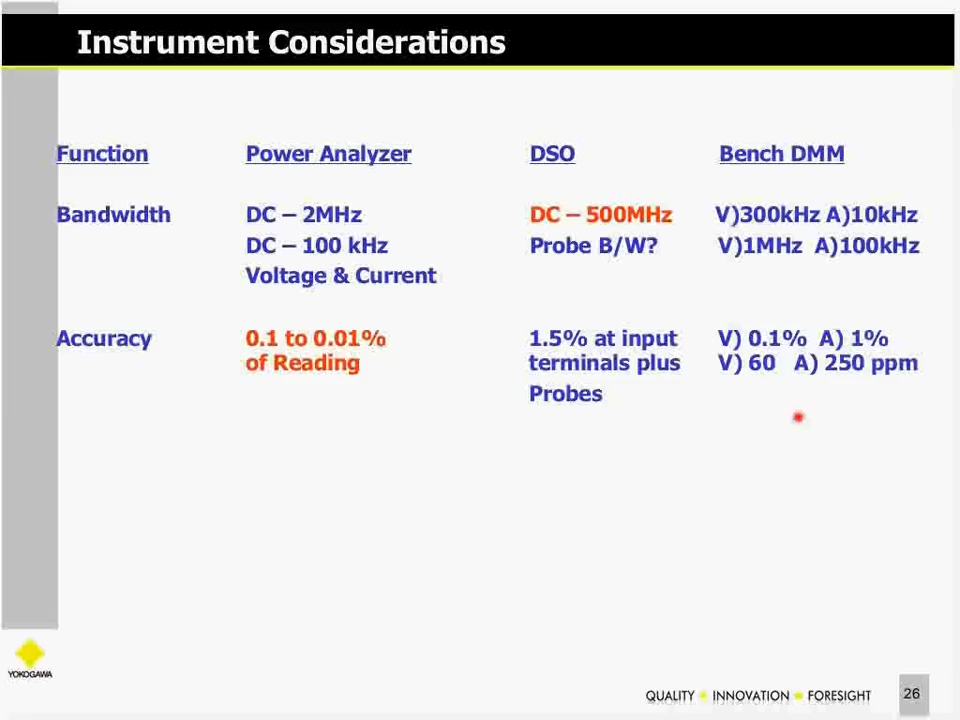 Instrument Considerations
Function Power Analyzer DSO Bench DMM
Bandwidth DC – 2MHz DC – 500MHz V)300kHz A)10kHz
DC – 100 kHz Probe B/W? V)1MHz A)100kHz
Voltage & Current
Accuracy 0.1 to 0.01% 1.5% at input V) 0.1% A) 1%
of Reading terminals plus V) 60 A) 250 ppm
Probes
YOKOGAWA
QUALITY INNOVATION FORESIGHT 26